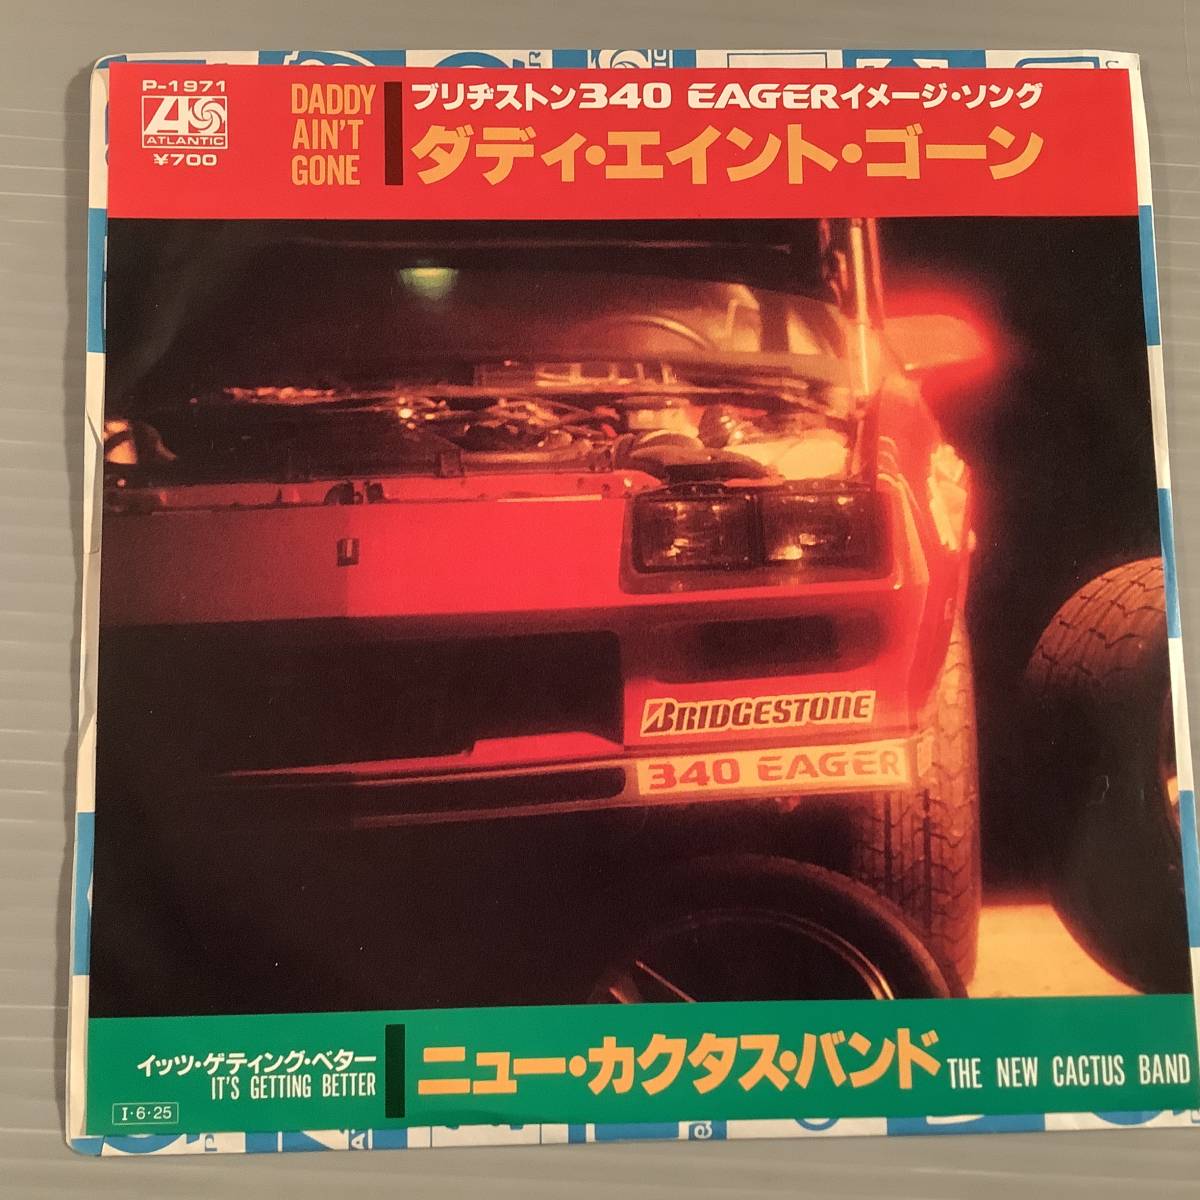 P-1971
ATLANTIC
¥700
DADDY
AIN'T
GONE
ブリヂストン340 EAGERイメージ・ソング
ダディ・エイント・ゴーン
BRIDGESTONE
340 EAGER
イッツ・ゲティング・ベター
IT'S GETTING BETTER
ニュー・カクタス・バンド THE NEW CACTUS BAND
I・6・25